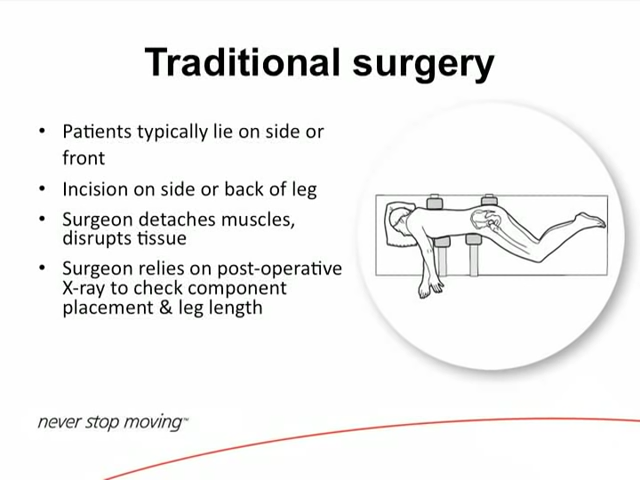 Traditional surgery
• Patients typically lie on side or
front
• Incision on side or back of leg
• Surgeon detaches muscles,
disrupts tissue
• Surgeon relies on post-operative
X-ray to check component
placement & leg length
never stop moving™